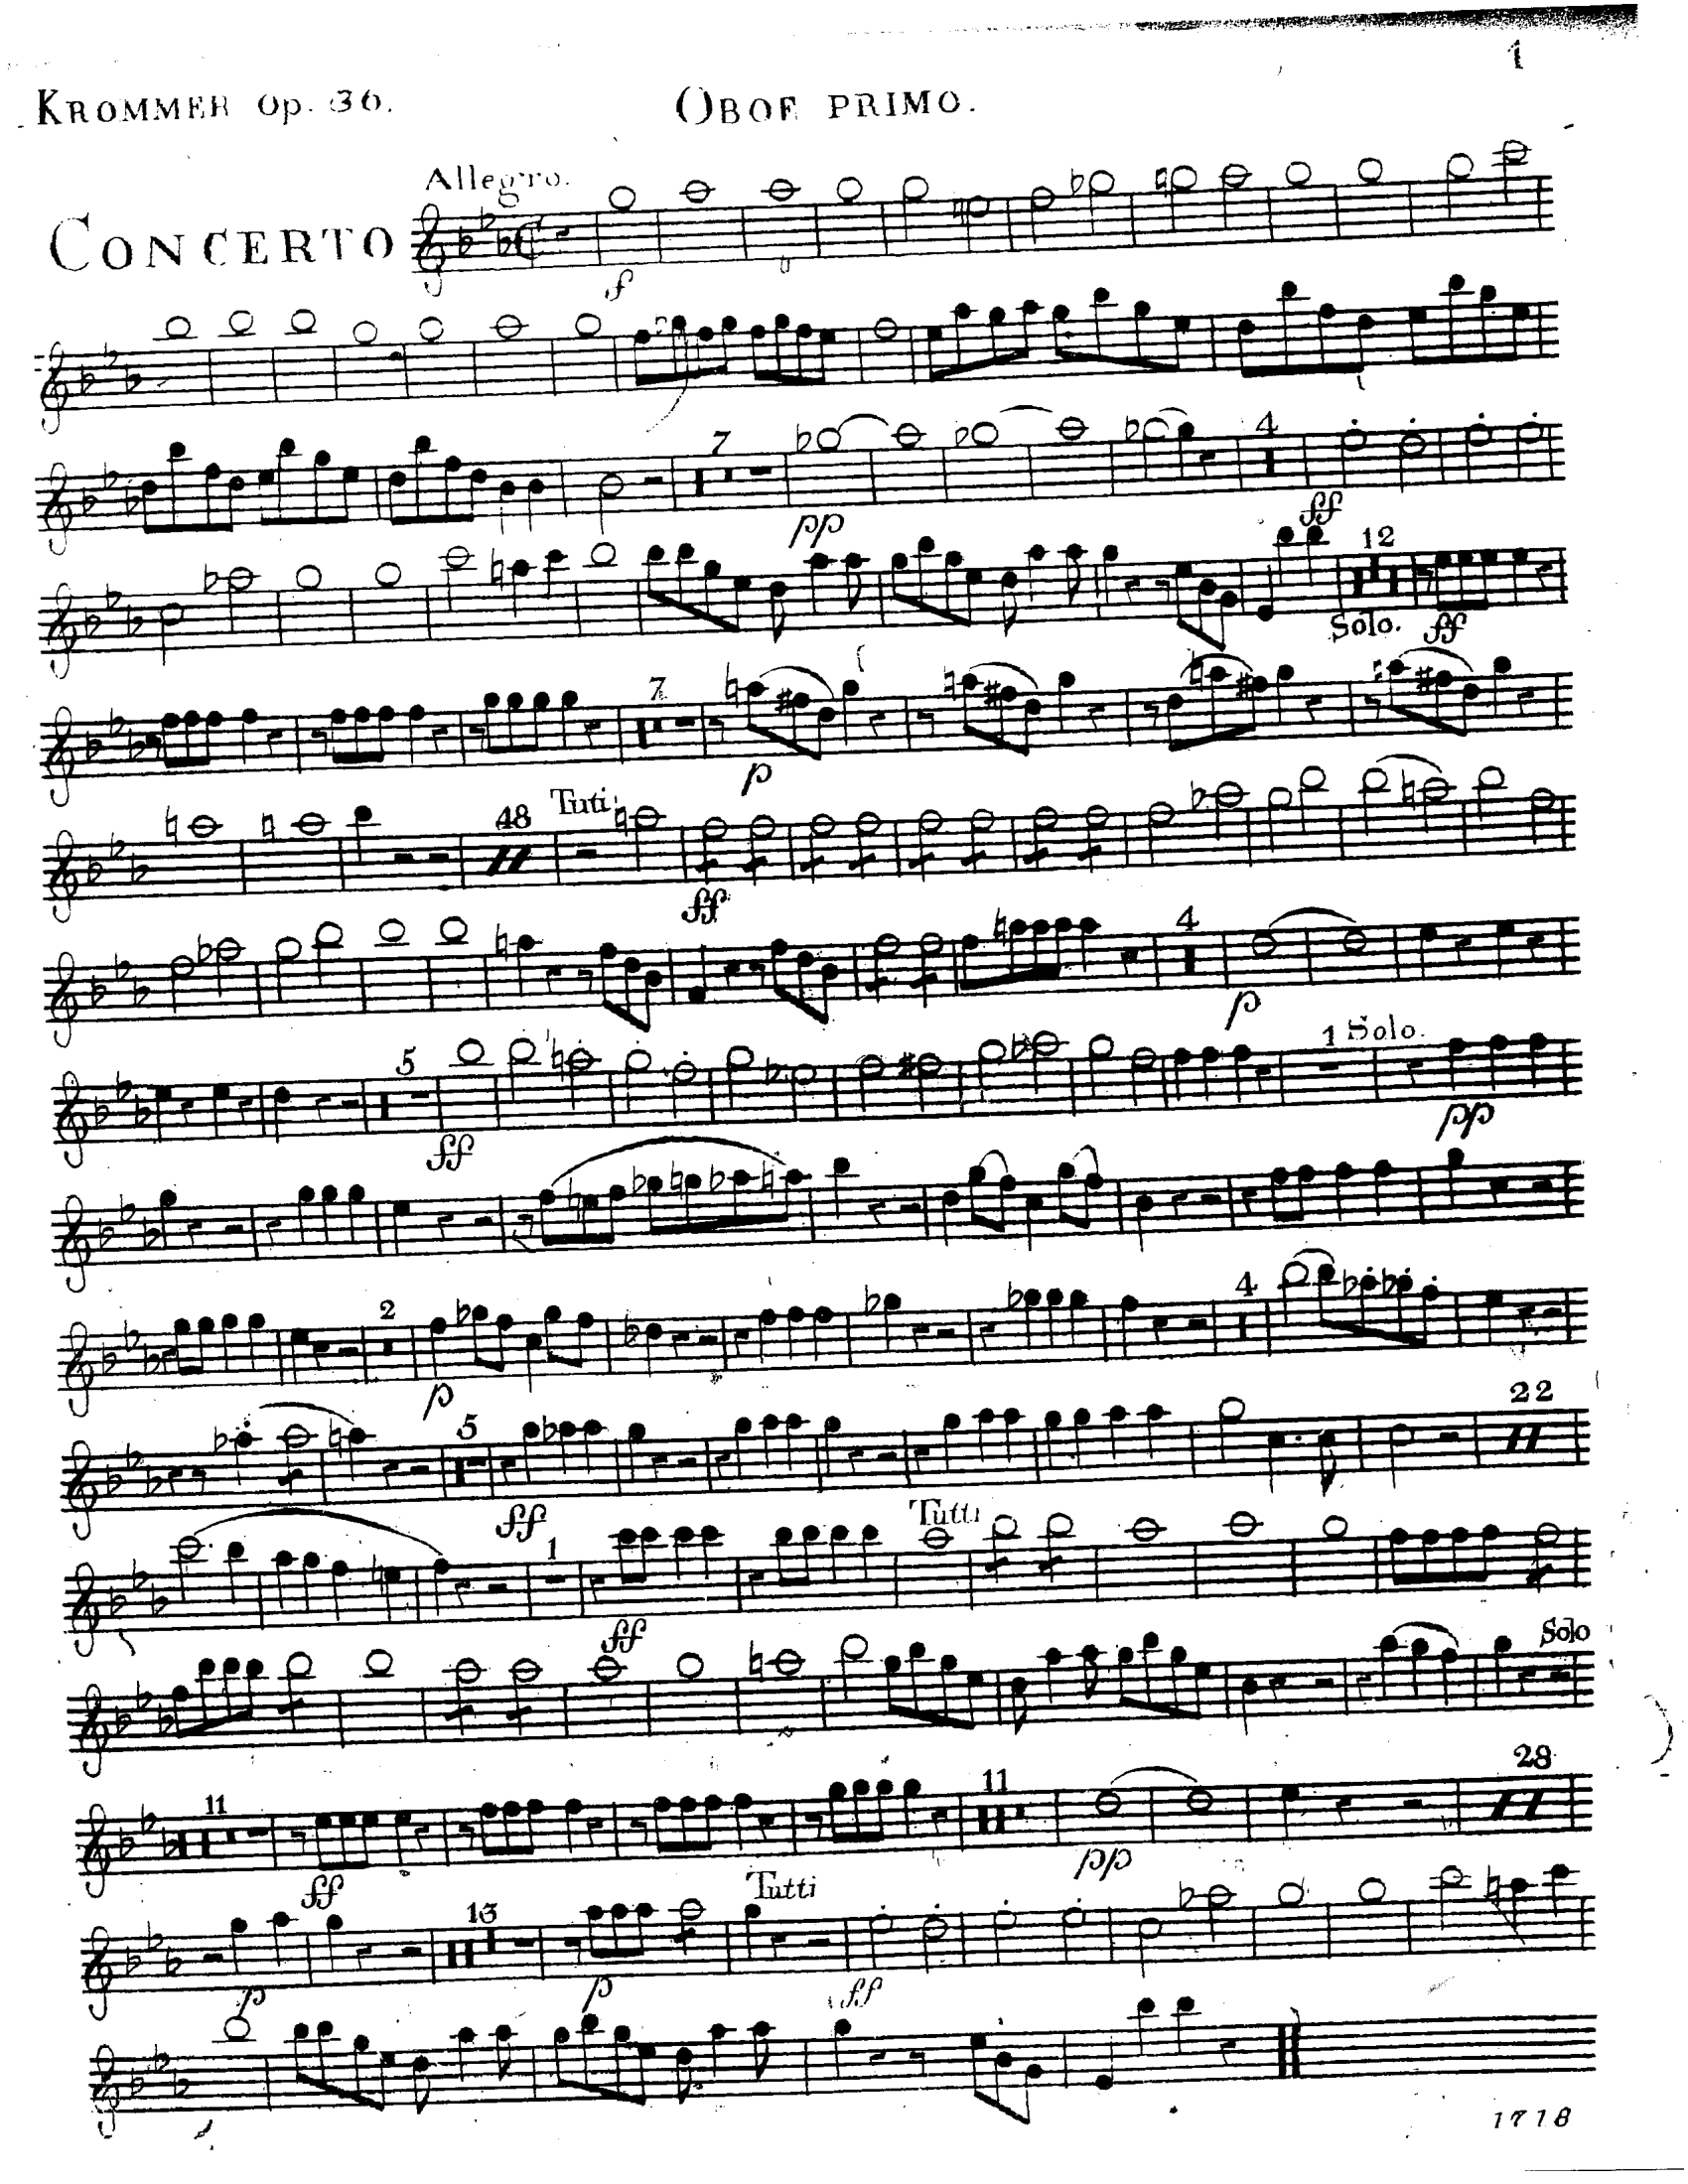 1
KROMMER Op. 36.
OBOE PRIMO.
Allegro.
CONCERTO
f
7
4
pp
ff
12
Solo.
ff
7
p
48
Tuti
ff
4
p
5
1
Solo.
ff
pp
2
4
p
5
22
ff
1
Tutti
ff
Solo
11
11
28
ff
pp
13
Tutti
p
p
ff
1718